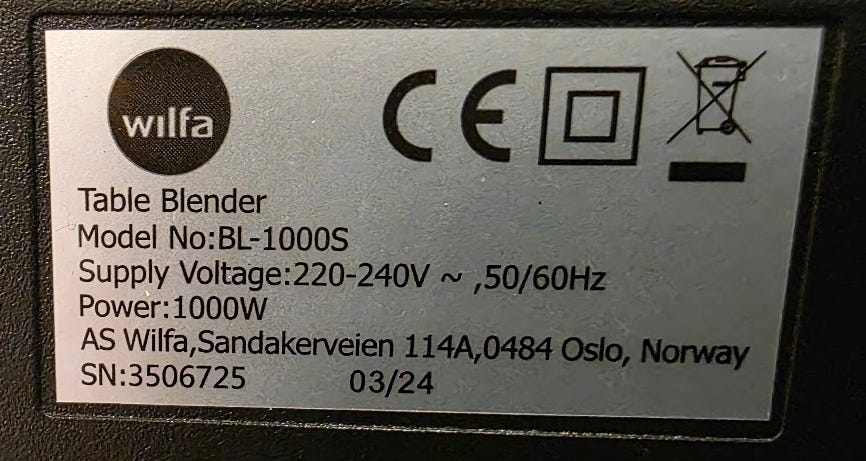 wilfa
CE
Table Blender
Model No:BL-1000S
Supply Voltage:220-240V ~ ,50/60Hz
Power:1000W
AS Wilfa,Sandakerveien 114A,0484 Oslo, Norway
SN:3506725 03/24